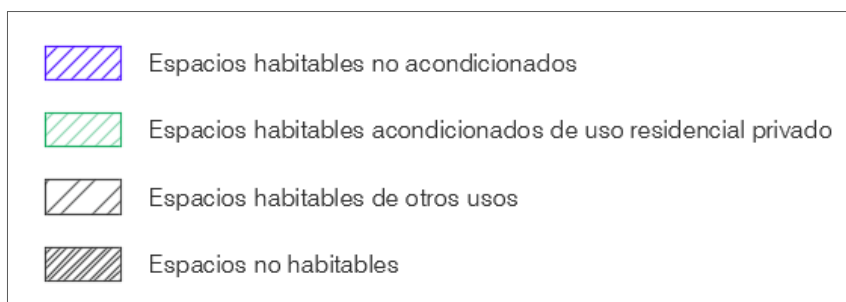 Espacios habitables no acondicionados
Espacios habitables acondicionados de uso residencial privado
Espacios habitables de otros usos
Espacios no habitables